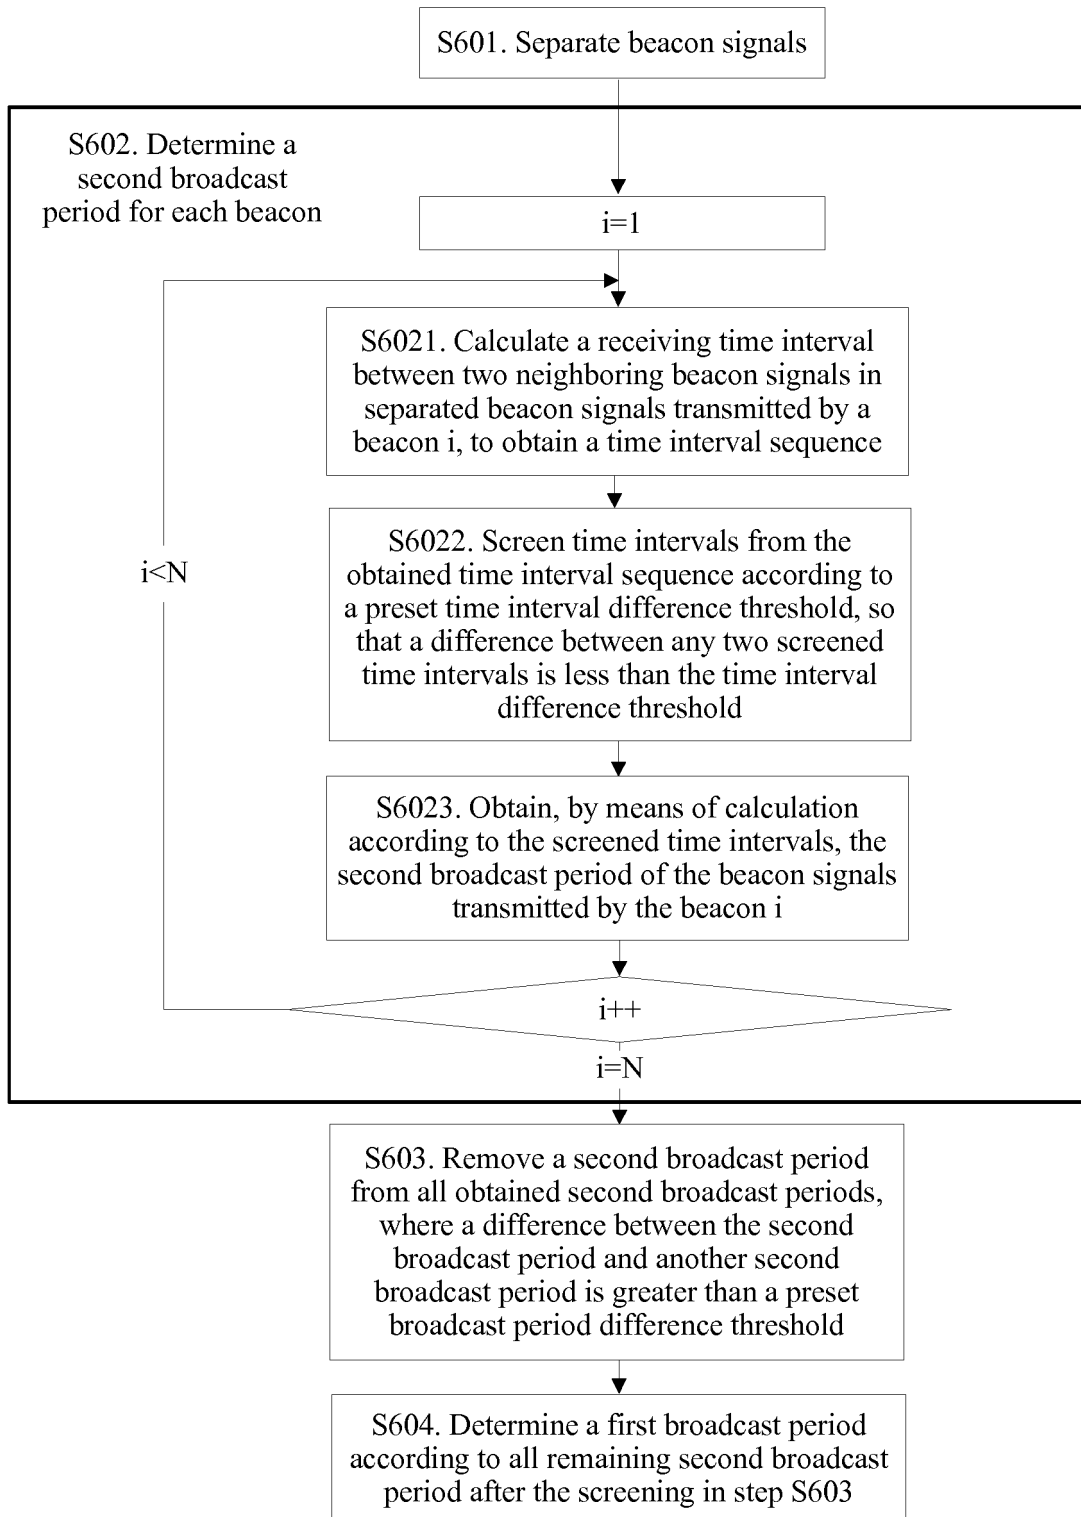 S601. Separate beacon signals
S602. Determine a
second broadcast
period for each beacon
i=1
S6021. Calculate a receiving time interval
between two neighboring beacon signals in
separated beacon signals transmitted by a
beacon i, to obtain a time interval sequence
S6022. Screen time intervals from the
obtained time interval sequence according to
a preset time interval difference threshold, so
that a difference between any two screened
time intervals is less than the time interval
difference threshold
i<N
S6023. Obtain, by means of calculation
according to the screened time intervals, the
second broadcast period of the beacon signals
transmitted by the beacon i
i++
i=N
S603. Remove a second broadcast period
from all obtained second broadcast periods,
where a difference between the second
broadcast period and another second
broadcast period is greater than a preset
broadcast period difference threshold
S604. Determine a first broadcast period
according to all remaining second broadcast
period after the screening in step S603